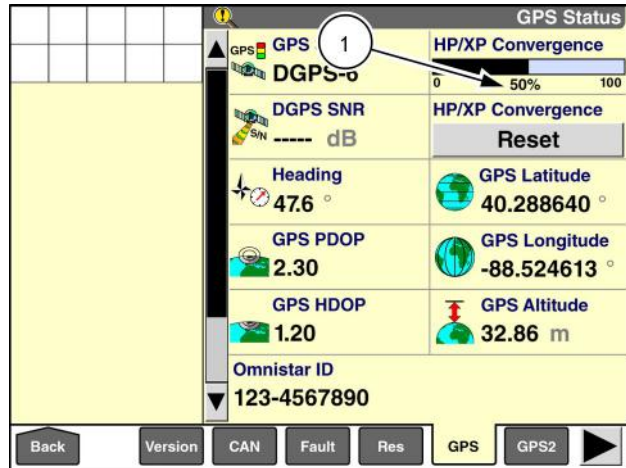 GPS Status
1
GPS
GPS
DGPS-6
HP/XP Convergence
0 50% 100
DGPS SNR
S/N
----- dB
HP/XP Convergence
Reset
Heading
47.6 °
GPS Latitude
40.288640 °
GPS PDOP
2.30
GPS Longitude
-88.524613 °
GPS HDOP
1.20
GPS Altitude
32.86 m
Omnistar ID
123-4567890
Back Version CAN Fault Res GPS GPS2